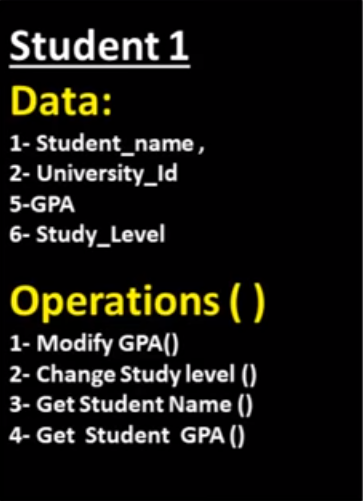 Student 1
Data:
1- Student_name ,
2- University_Id
5-GPA
6- Study_Level
Operations ( )
1- Modify GPA()
2- Change Study level ()
3- Get Student Name ()
4- Get Student GPA ()